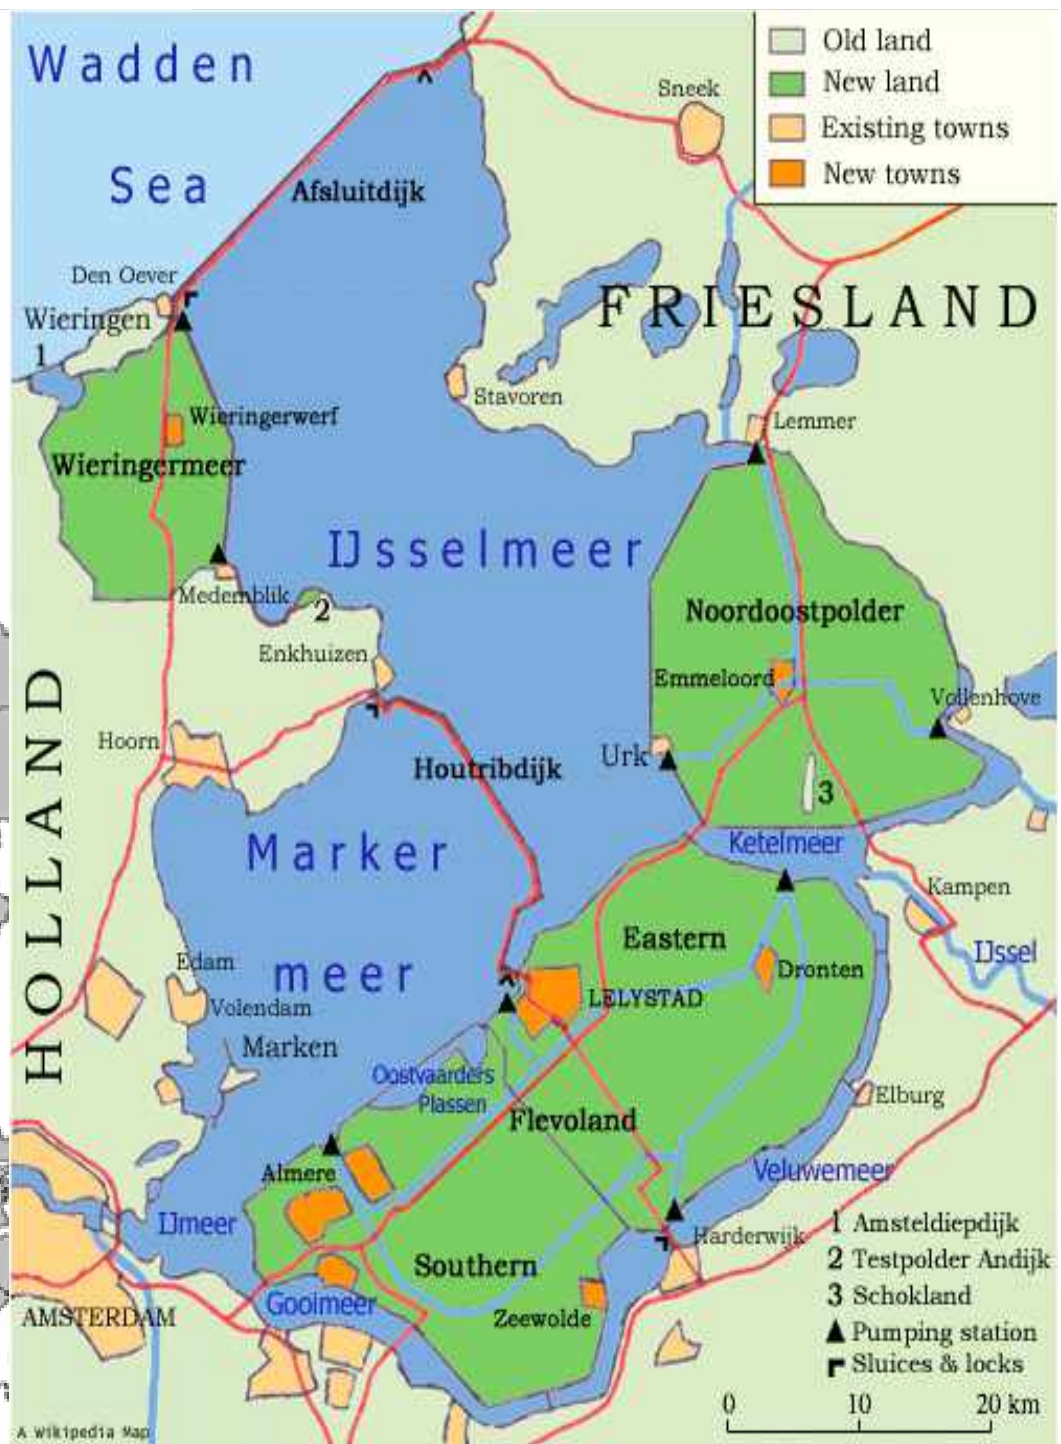 Wadden
Sea
Old land
New land
Existing towns
New towns
Sneek
Afsluitdijk
Den Oever
Wieringen
1
FRIESLAND
Stavoren
Wieringerwerf
Lemmer
Wieringermeer
IJsselmeer
Medemblik
2
Noordoostpolder
Enkhuizen
Emmeloord
Vollenhove
HOLLAND
Hoorn
Urk
Houtribdijk
3
Marker
meer
Ketelmeer
Kampen
Eastern
IJssel
Edam
Dronten
Volendam
LELYSTAD
Marken
Oostvaarders
Plassen
Flevoland
Elburg
Almere
Veluwemeer
IJmeer
Harderwijk
Southern
Gooimeer
Zeewolde
AMSTERDAM
1 Amsteldiepdijk
2 Testpolder Andijk
3 Schokland
Pumping station
Sluices & locks
0 10 20 km
A Wikipedia Map